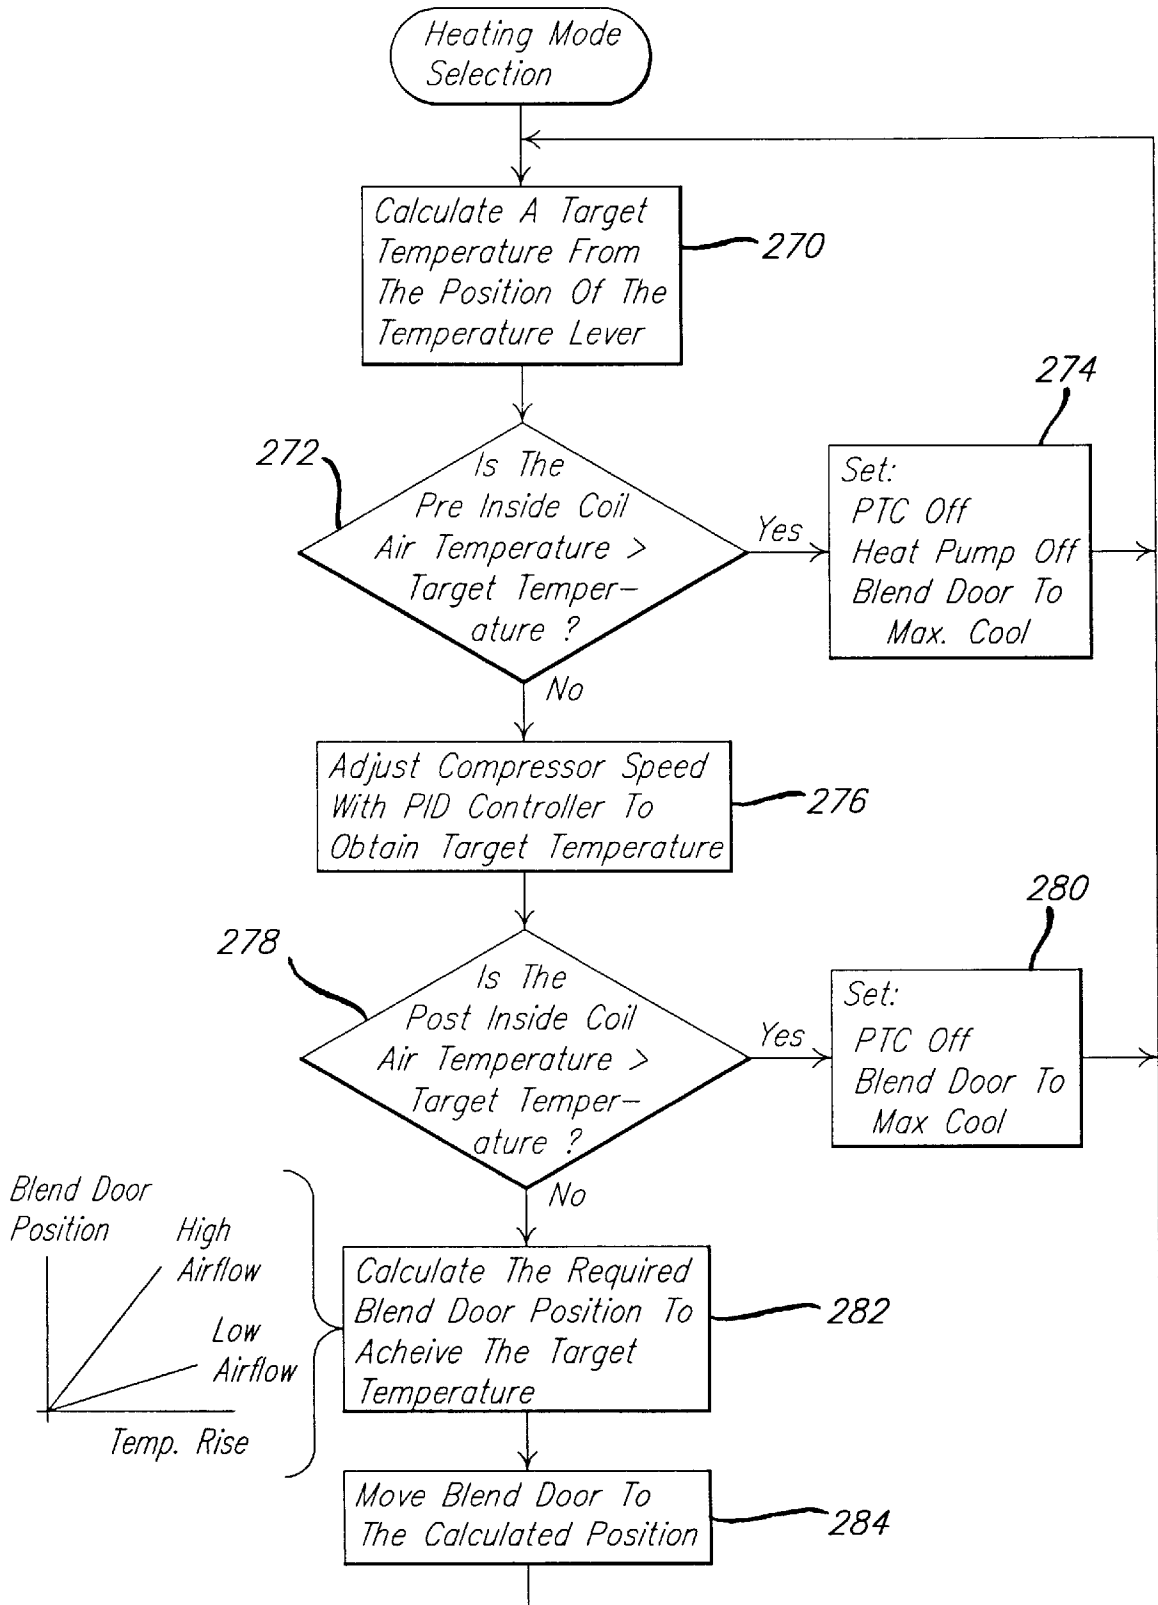 Heating Mode
Selection
Calculate A Target
Temperature From
The Position Of The
Temperature Lever
270
274
272
Is The
Pre Inside Coil
Air Temperature >
Target Temper-
ature ?
Yes
Set:
PTC Off
Heat Pump Off
Blend Door To
Max. Cool
No
Adjust Compressor Speed
With PID Controller To
Obtain Target Temperature
276
280
278
Is The
Post Inside Coil
Air Temperature >
Target Temper-
ature ?
Yes
Set:
PTC Off
Blend Door To
Max Cool
No
Blend Door
Position
High
Airflow
Low
Airflow
Temp. Rise
Calculate The Required
Blend Door Position To
Acheive The Target
Temperature
282
Move Blend Door To
The Calculated Position
284